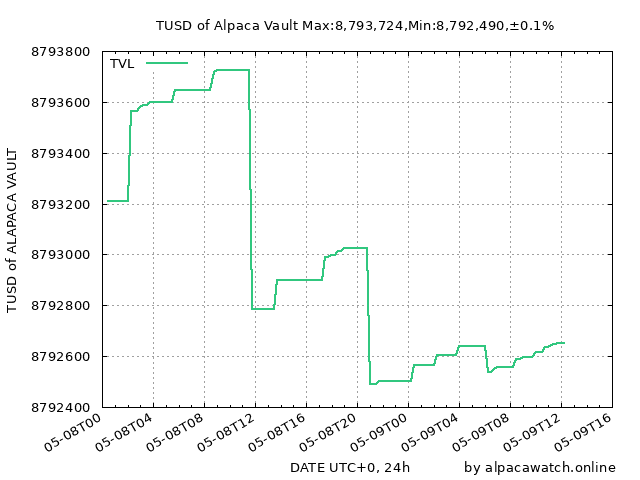 TUSD of Alpaca Vault Max:8,793,724,Min:8,792,490,±0.1%
TVL
8793800
8793600
8793400
8793200
8793000
8792800
8792600
8792400
TUSD of ALAPACA VAULT
05-08T00
05-08T04
05-08T08
05-08T12
05-08T16
05-08T20
05-09T00
05-09T04
05-09T08
05-09T12
05-09T16
DATE UTC+0, 24h
by alpacawatch.online